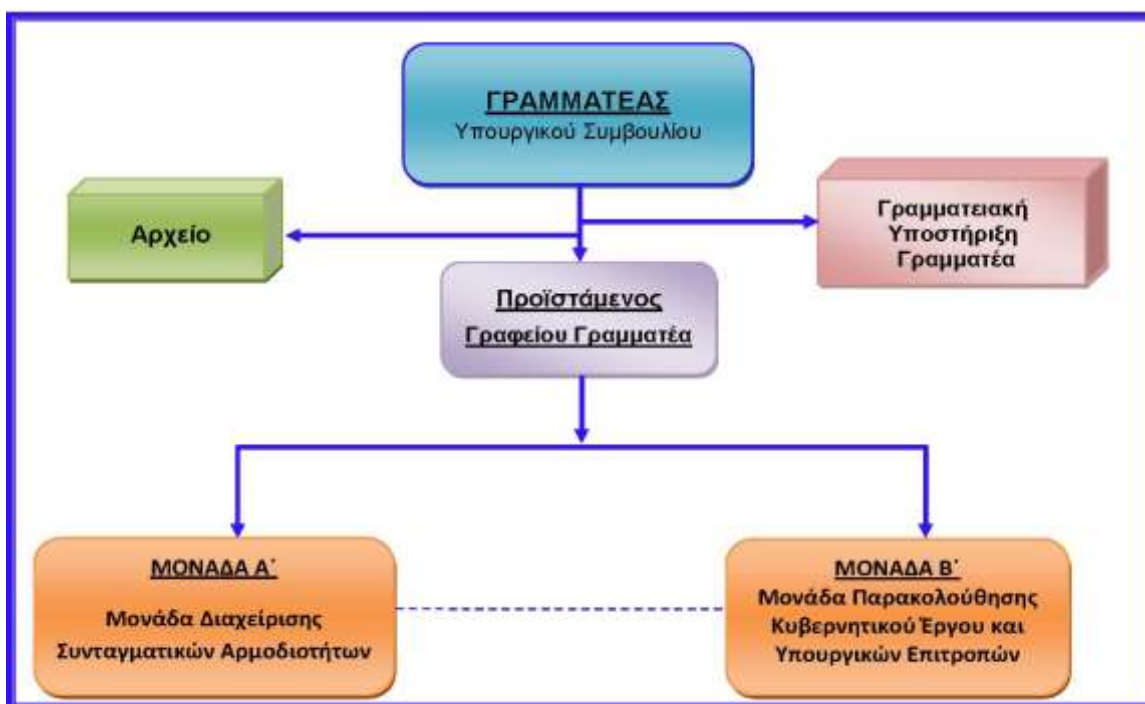 ΓΡΑΜΜΑΤΕΑΣ
Υπουργικού Συμβουλίου
Αρχείο
Γραμματειακή
Υποστήριξη
Γραμματέα
Προϊστάμενος
Γραφείου Γραμματέα
ΜΟΝΑΔΑ Α΄
Μονάδα Διαχείρισης
Συνταγματικών Αρμοδιοτήτων
ΜΟΝΑΔΑ Β΄
Μονάδα Παρακολούθησης
Κυβερνητικού Έργου και
Υπουργικών Επιτροπών